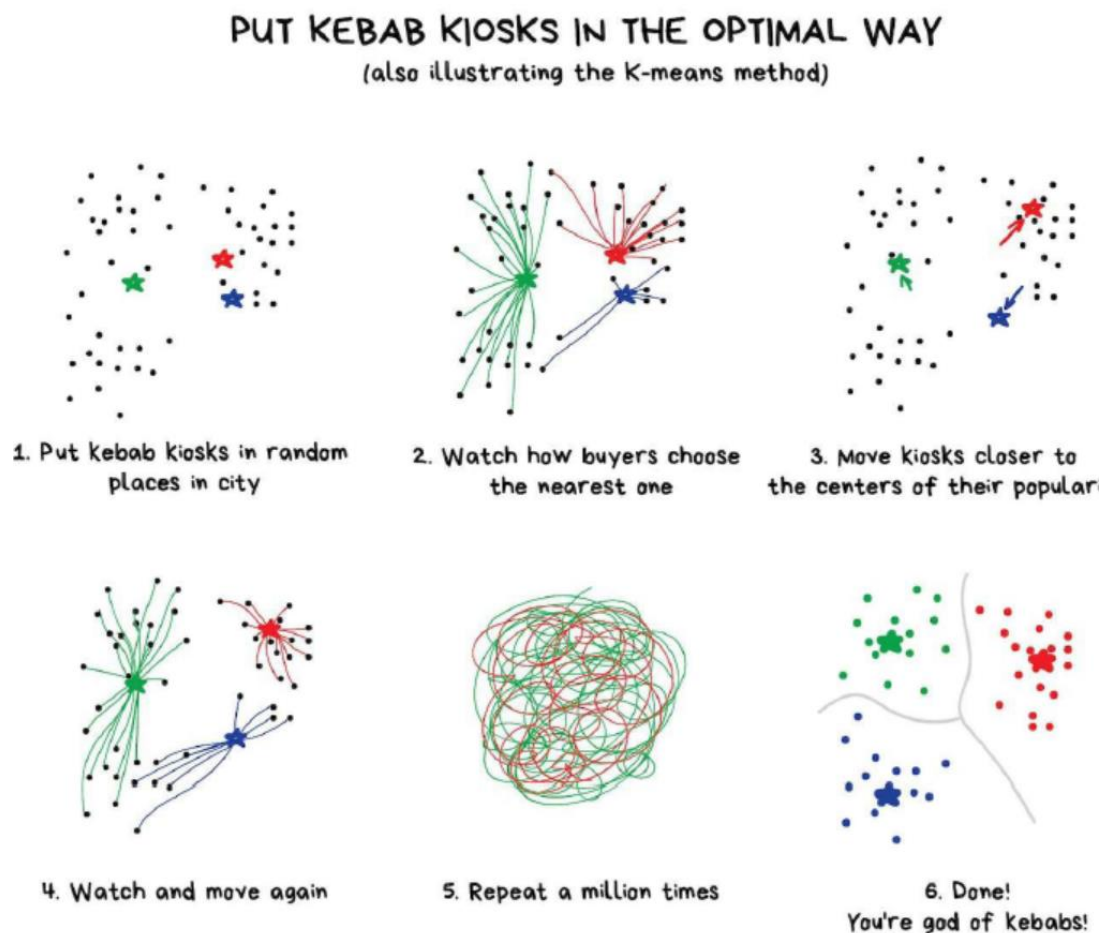 PUT KEBAB KIOSKS IN THE OPTIMAL WAY
(also illustrating the K-means method)
1. Put kebab kiosks in random
places in city
2. Watch how buyers choose
the nearest one
3. Move kiosks closer to
the centers of their popular
4. Watch and move again
5. Repeat a million times
6. Done!
You're god of kebabs!